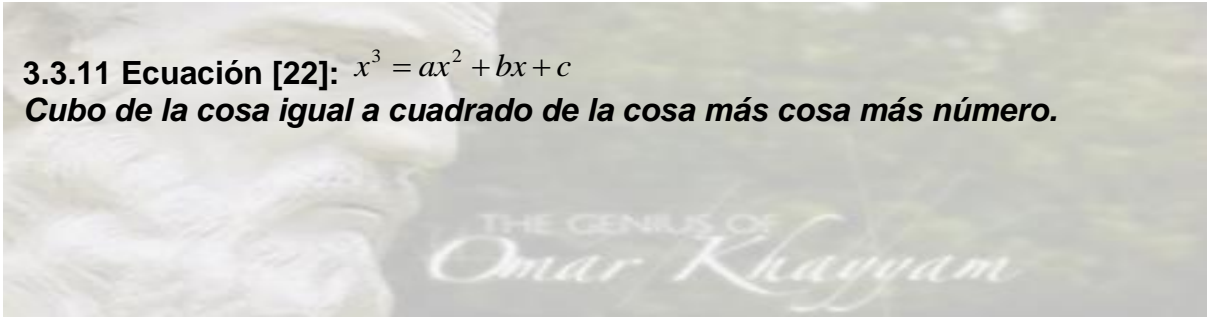 3.3.11 Ecuación [22]: x³ = ax² + bx + c
Cubo de la cosa igual a cuadrado de la cosa más cosa más número.
THE GENIUS OF
Omar Khayyam